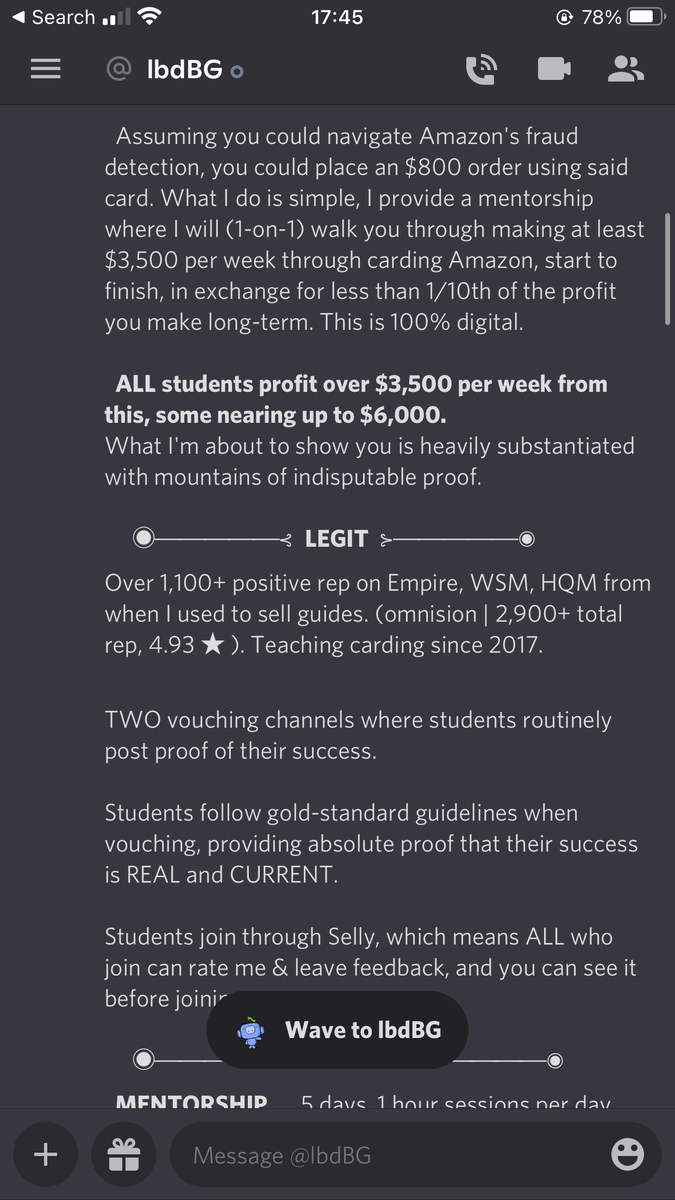 Search
17:45
78%
@ lbdBG
Assuming you could navigate Amazon's fraud
detection, you could place an $800 order using said
card. What I do is simple, I provide a mentorship
where I will (1-on-1) walk you through making at least
$3,500 per week through carding Amazon, start to
finish, in exchange for less than 1/10th of the profit
you make long-term. This is 100% digital.
ALL students profit over $3,500 per week from
this, some nearing up to $6,000.
What I'm about to show you is heavily substantiated
with mountains of indisputable proof.
LEGIT
Over 1,100+ positive rep on Empire, WSM, HQM from
when I used to sell guides. (omnision | 2,900+ total
rep, 4.93 ★ ). Teaching carding since 2017.
TWO vouching channels where students routinely
post proof of their success.
Students follow gold-standard guidelines when
vouching, providing absolute proof that their success
is REAL and CURRENT.
Students join through Selly, which means ALL who
join can rate me & leave feedback, and you can see it
before
Wave to lbdBG
MENTORSHIP 5 days, 1 hour sessions per day
Message @lbdBG